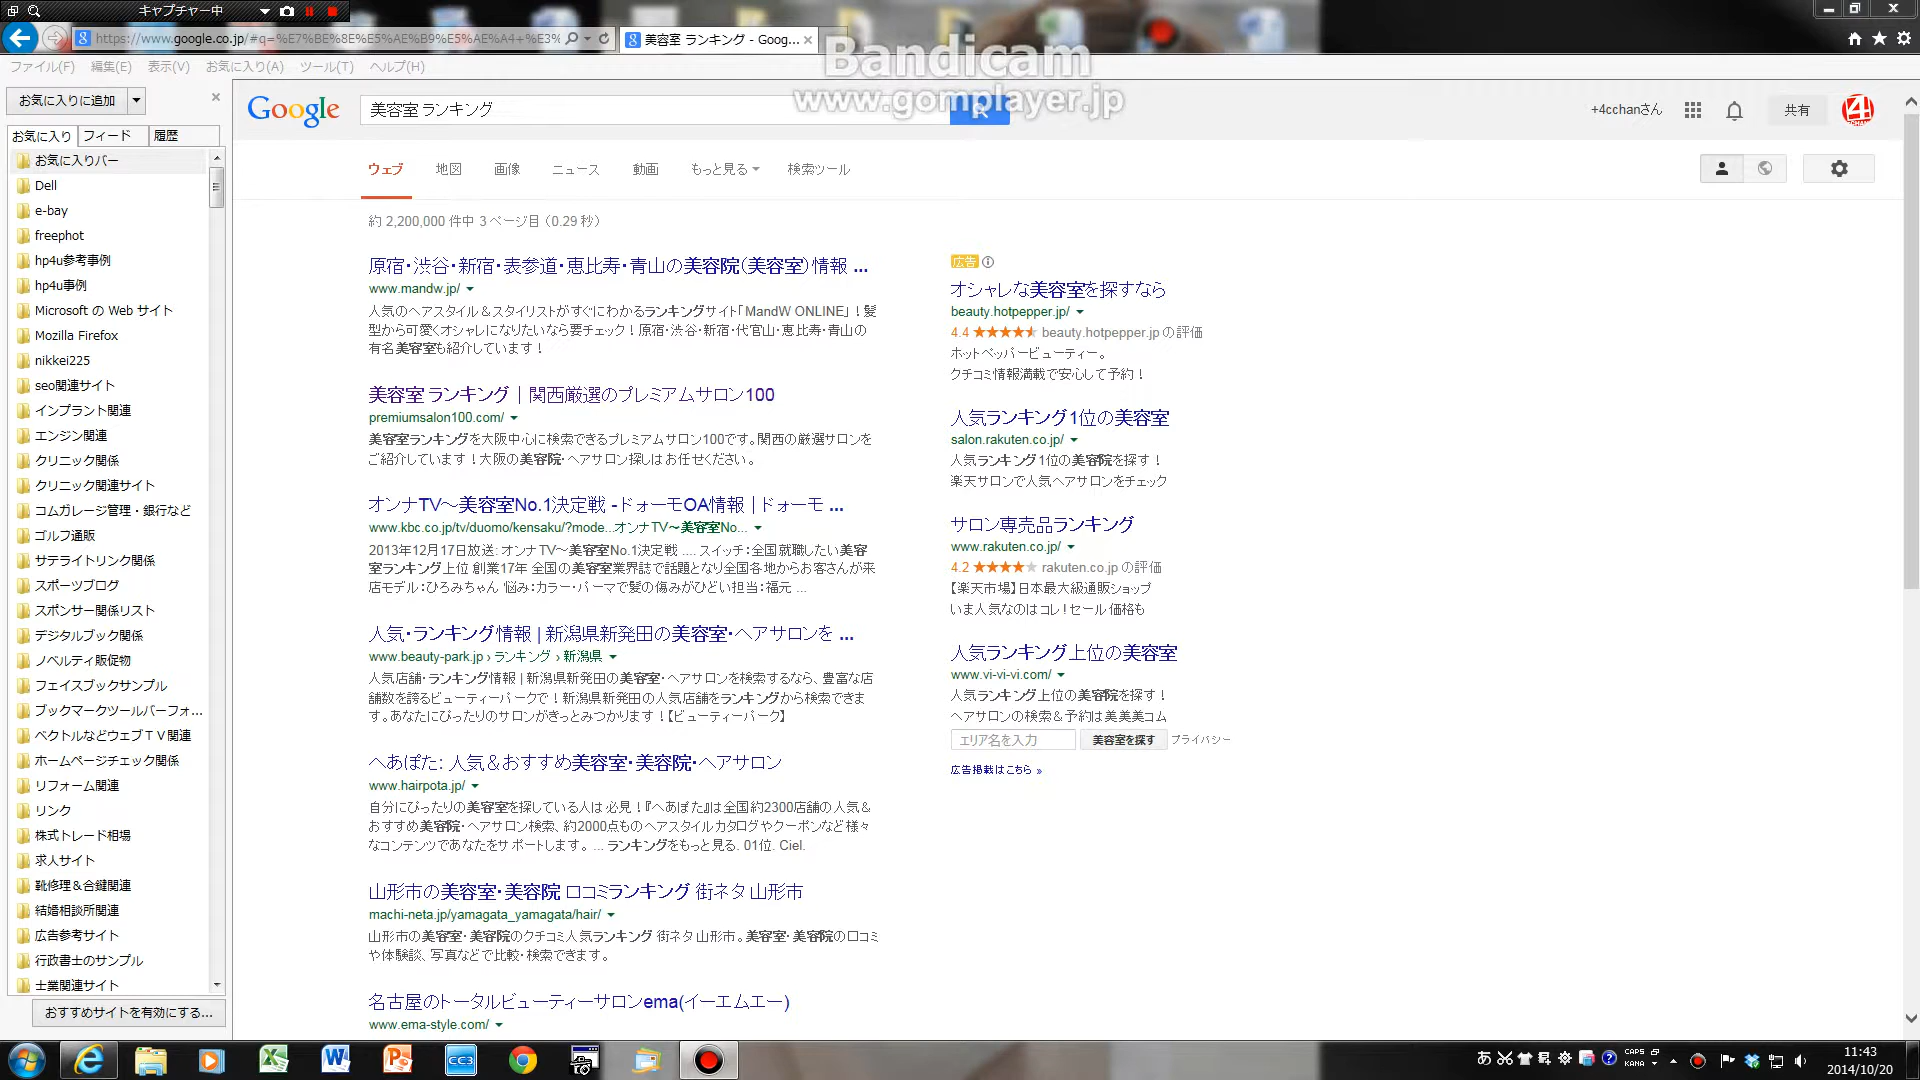 キャプチャー中
https://www.google.co.jp/#q=%E7%BE%8E%E5%AE%B9%E5%AE%A4+%E3%
美容室 ランキング - Goog...
Bandicam
www.gomplayer.jp
ファイル(F) 編集(E) 表示(V) お気に入り(A) ツール(T) ヘルプ(H)
お気に入りに追加
お気に入り フィード 履歴
お気に入りバー
Dell
e-bay
freephot
hp4u参考事例
hp4u事例
Microsoft の Web サイト
Mozilla Firefox
nikkei225
seo関連サイト
インプラント関連
エンジン関連
クリニック関係
クリニック関連サイト
コムガレージ管理・銀行など
ゴルフ通販
サテライトリンク関係
スポーツブログ
スポンサー関係リスト
デジタルブック関係
ノベルティ販促物
フェイスブックサンプル
ブックマークツールバーフォ...
ベクトルなどウェブTV関連
ホームページチェック関係
リフォーム関連
リンク
株式トレード相場
求人サイト
靴修理&合鍵関連
結婚相談所関連
広告参考サイト
行政書士のサンプル
士業関連サイト
おすすめサイトを有効にする...
Google
美容室 ランキング
+4cchanさん
共有
ウェブ 地図 画像 ニュース 動画 もっと見る 検索ツール
約 2,200,000 件中 3 ページ目 (0.29 秒)
原宿・渋谷・新宿・表参道・恵比寿・青山の美容院(美容室)情報 ...
www.mandw.jp/
人気のヘアスタイル&スタイリストがすぐにわかるランキングサイト「MandW ONLINE」!髪
型から可愛くオシャレになりたいなら要チェック!原宿・渋谷・新宿・代官山・恵比寿・青山の
有名美容室も紹介しています!
美容室 ランキング | 関西厳選のプレミアムサロン100
premiumsalon100.com/
美容室ランキングを大阪中心に検索できるプレミアムサロン100です。関西の厳選サロンを
ご紹介しています!大阪の美容院・ヘアサロン探しはお任せください。
オンナTV~美容室No.1決定戦 -ドォーモOA情報 | ドォーモ ...
www.kbc.co.jp/tv/duomo/kensaku/?mode...オンナTV~美容室No...
2013年12月17日放送: オンナTV~美容室No.1決定戦 .... スイッチ:全国就職したい美容
室ランキング上位 創業17年 全国の美容室業界誌で話題となり全国各地からお客さんが来
店モデル:ひろみちゃん 悩み:カラー・パーマで髪の傷みがひどい担当:福元 ...
人気・ランキング情報 | 新潟県新発田の美容室・ヘアサロンを ...
www.beauty-park.jp › ランキング › 新潟県
人気店舗・ランキング情報 | 新潟県新発田の美容室・ヘアサロンを検索するなら、豊富な店
舗数を誇るビューティーパークで!新潟県新発田の人気店舗をランキングから検索できま
す。あなたにぴったりのサロンがきっとみつかります!【ビューティーパーク】
へあぽた: 人気&おすすめ美容室・美容院・ヘアサロン
www.hairpota.jp/
自分にぴったりの美容室を探している人は必見!『へあぽた』は全国約2300店舗の人気&
おすすめ美容院・ヘアサロン検索、約2000点ものヘアスタイルカタログやクーポンなど様々
なコンテンツであなたをサポートします。 ... ランキングをもっと見る. 01位. Ciel.
山形市の美容室・美容院 口コミランキング 街ネタ 山形市
machi-neta.jp/yamagata_yamagata/hair/
山形市の美容室・美容院のクチコミ人気ランキング 街ネタ 山形市。美容室・美容院の口コミ
や体験談、写真などで比較・検索できます。
名古屋のトータルビューティーサロンema(イーエムエー)
www.ema-style.com/
広告
オシャレな美容室を探すなら
beauty.hotpepper.jp/
4.4 ★★★★★ beauty.hotpepper.jp の評価
ホットペッパービューティー。
クチコミ情報満載で安心して予約!
人気ランキング1位の美容室
salon.rakuten.co.jp/
人気ランキング1位の美容院を探す!
楽天サロンで人気ヘアサロンをチェック
サロン専売品ランキング
www.rakuten.co.jp/
4.2 ★★★★★ rakuten.co.jp の評価
【楽天市場】日本最大級通販ショップ
いま人気なのはコレ!セール価格も
人気ランキング上位の美容室
www.vi-vi-vi.com/
人気ランキング上位の美容院を探す!
ヘアサロンの検索&予約は美美美コム
エリア名を入力 美容室を探す プライバシー
広告掲載はこちら »
CC3
あ
CAPS
KANA
11:43
2014/10/20